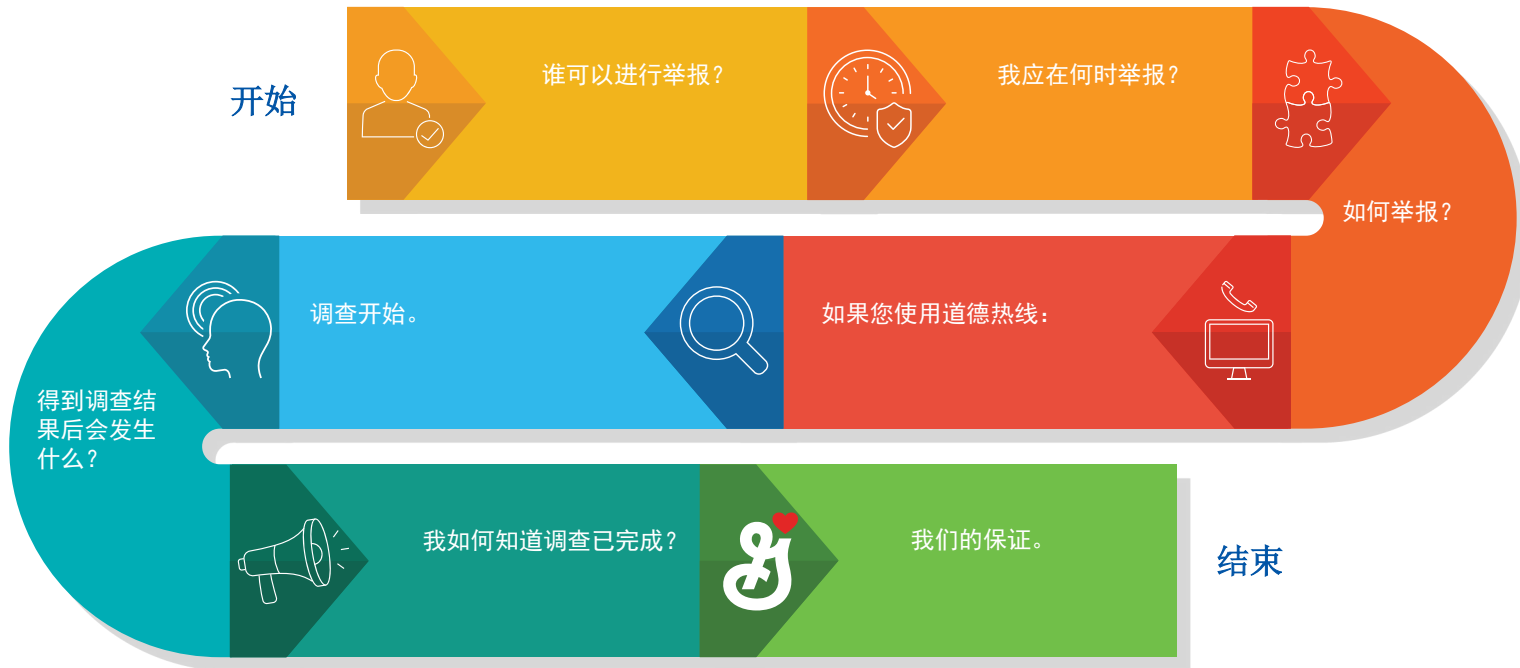 开始
谁可以进行举报？
我应在何时举报？
如何举报？
如果您使用道德热线：
调查开始。
得到调查结
果后会发生
什么？
我如何知道调查已完成？
我们的保证。
结束